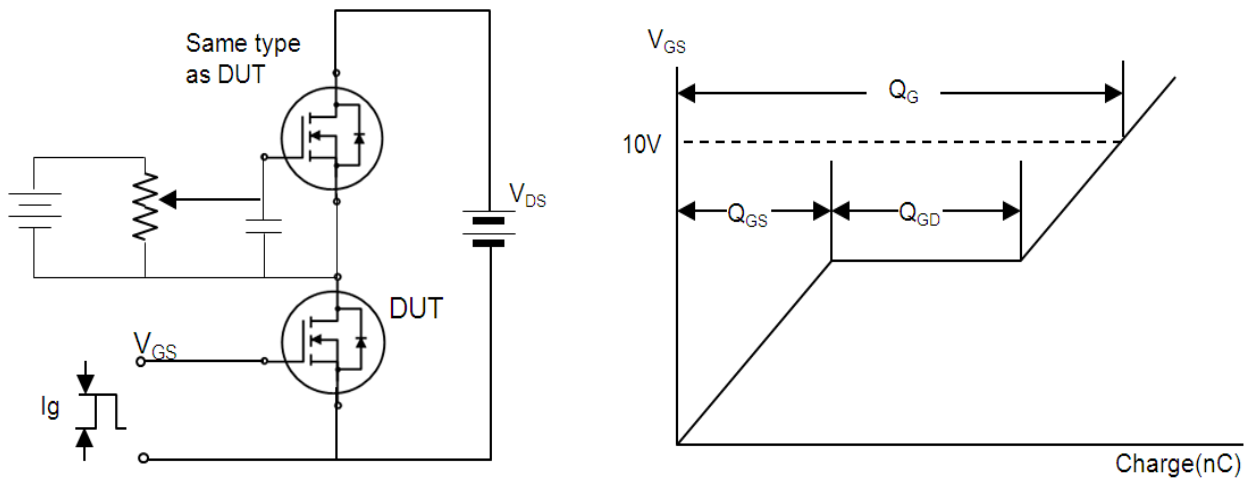 Same type
as DUT
V_DS
DUT
V_GS
Ig
V_GS
Q_G
10V
Q_GS
Q_GD
Charge(nC)